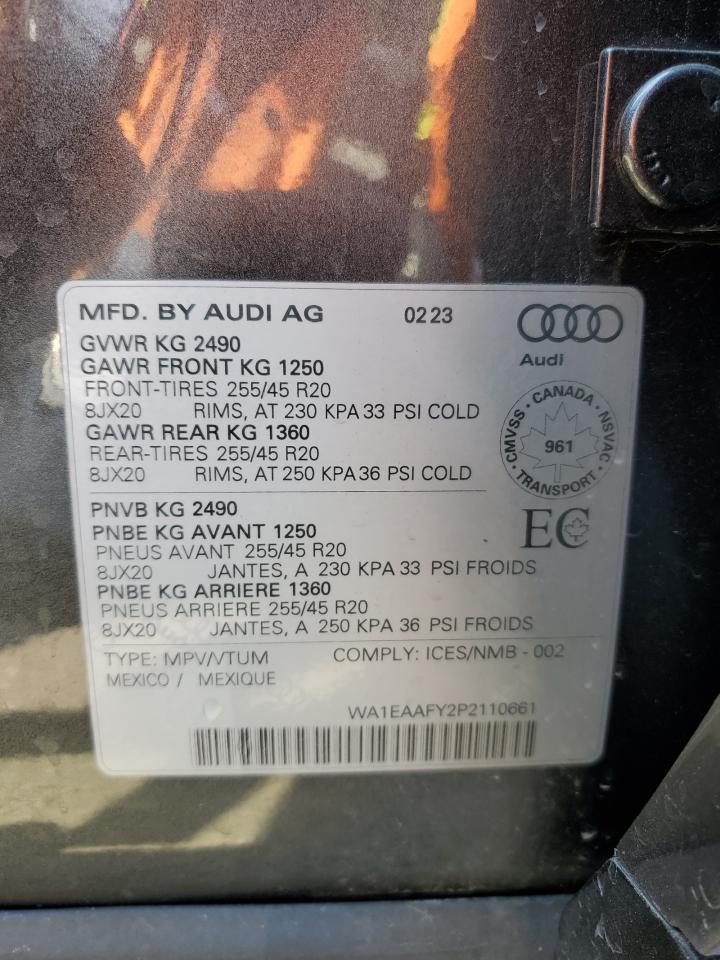 MFD. BY AUDI AG 02 23
Audi
GVWR KG 2490
GAWR FRONT KG 1250
FRONT-TIRES 255/45 R20
8JX20 RIMS, AT 230 KPA 33 PSI COLD
GAWR REAR KG 1360
REAR-TIRES 255/45 R20
8JX20 RIMS, AT 250 KPA 36 PSI COLD
CMVSS · CANADA · NSVAC · TRANSPORT ·
961
EC
PNVB KG 2490
PNBE KG AVANT 1250
PNEUS AVANT 255/45 R20
8JX20 JANTES, A 230 KPA 33 PSI FROIDS
PNBE KG ARRIERE 1360
PNEUS ARRIERE 255/45 R20
8JX20 JANTES, A 250 KPA 36 PSI FROIDS
TYPE: MPV/VTUM COMPLY: ICES/NMB - 002
MEXICO / MEXIQUE
WA1EAAFY2P2110661